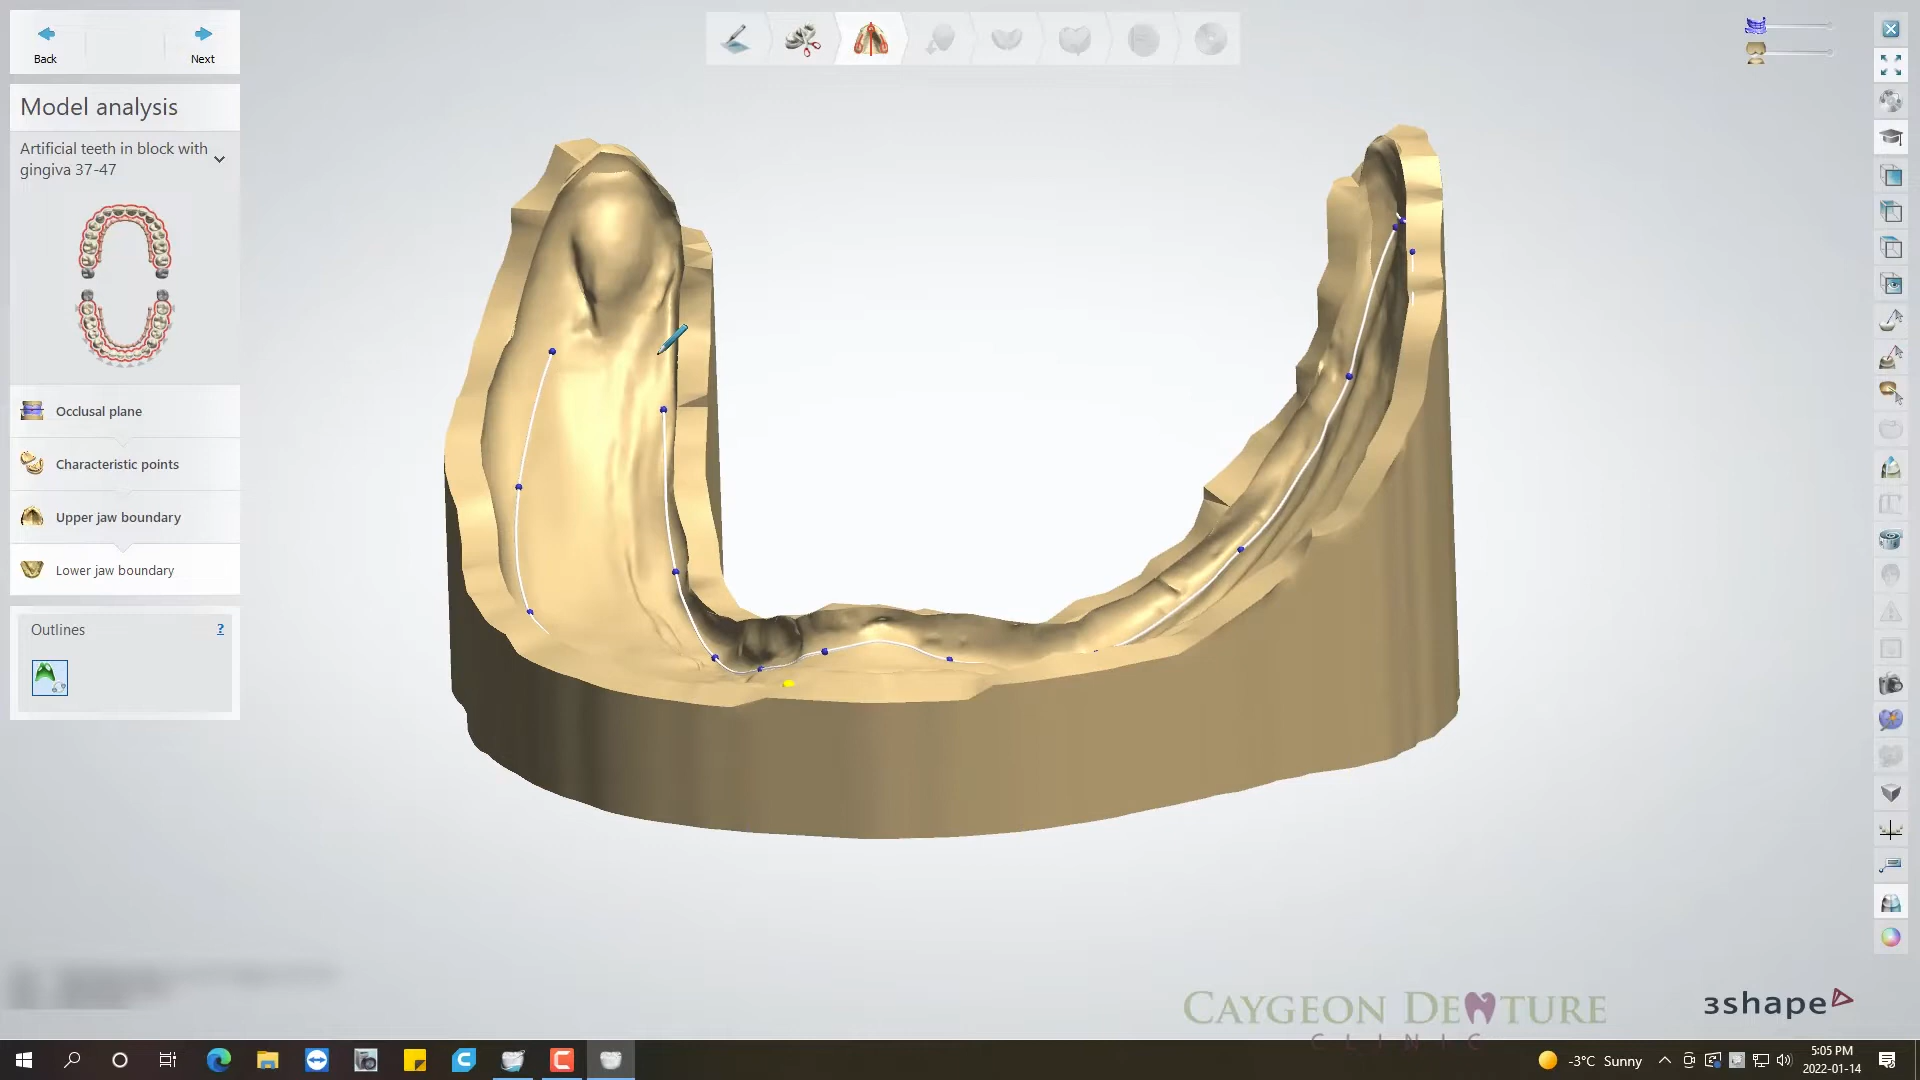 Back
Next
Model analysis
Artificial teeth in block with
gingiva 37-47
Occlusal plane
Characteristic points
Upper jaw boundary
Lower jaw boundary
Outlines
?
CAYGEON DENTURE
CLINIC
3shape
-3°C Sunny
5:05 PM
2022-01-14